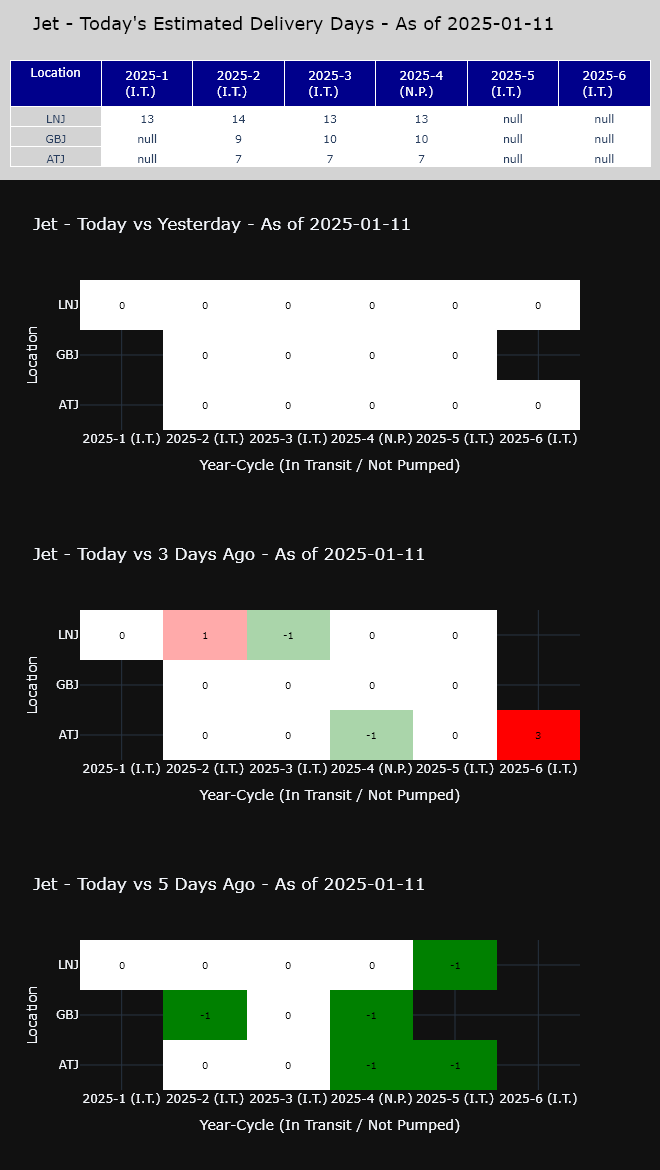 Jet - Today's Estimated Delivery Days - As of 2025-01-11
Location 2025-1 (I.T.) 2025-2 (I.T.) 2025-3 (I.T.) 2025-4 (N.P.) 2025-5 (I.T.) 2025-6 (I.T.)
LNJ 13 14 13 13 null null
GBJ null 9 10 10 null null
ATJ null 7 7 7 null null
Jet - Today vs Yesterday - As of 2025-01-11
LNJ 0 0 0 0 0 0
Location
GBJ 0 0 0 0
ATJ 0 0 0 0 0
2025-1 (I.T.) 2025-2 (I.T.) 2025-3 (I.T.) 2025-4 (N.P.) 2025-5 (I.T.) 2025-6 (I.T.)
Year-Cycle (In Transit / Not Pumped)
Jet - Today vs 3 Days Ago - As of 2025-01-11
LNJ 0 1 -1 0 0
Location
GBJ 0 0 0 0
ATJ 0 0 -1 0 3
2025-1 (I.T.) 2025-2 (I.T.) 2025-3 (I.T.) 2025-4 (N.P.) 2025-5 (I.T.) 2025-6 (I.T.)
Year-Cycle (In Transit / Not Pumped)
Jet - Today vs 5 Days Ago - As of 2025-01-11
LNJ 0 0 0 0 -1
Location
GBJ -1 0 -1
ATJ 0 0 -1 -1
2025-1 (I.T.) 2025-2 (I.T.) 2025-3 (I.T.) 2025-4 (N.P.) 2025-5 (I.T.) 2025-6 (I.T.)
Year-Cycle (In Transit / Not Pumped)